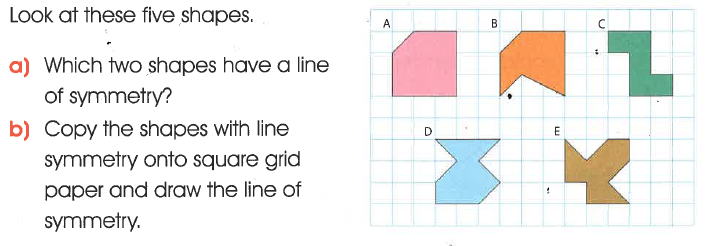 Look at these five shapes.
a) Which two shapes have a line
of symmetry?
b) Copy the shapes with line
symmetry onto square grid
paper and draw the line of
symmetry.
A B C
D E